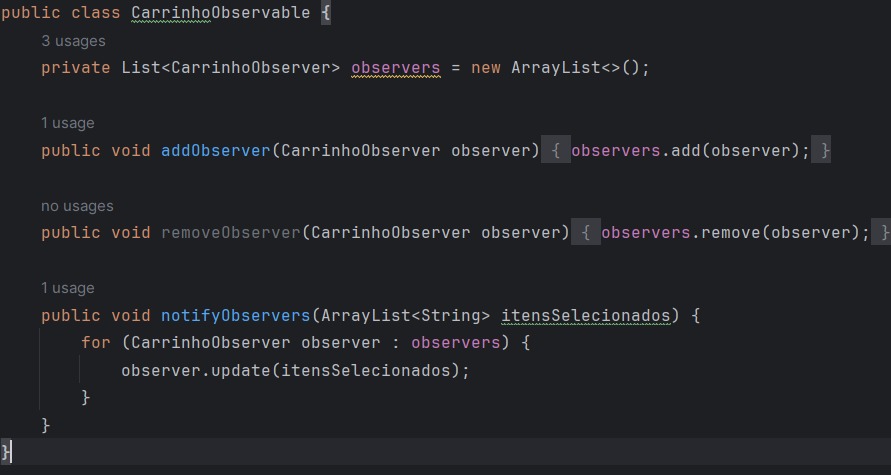 public class CarrinhoObservable {
3 usages
private List<CarrinhoObserver> observers = new ArrayList<>();
1 usage
public void addObserver(CarrinhoObserver observer) { observers.add(observer); }
no usages
public void removeObserver(CarrinhoObserver observer) { observers.remove(observer); }
1 usage
public void notifyObservers(ArrayList<String> itensSelecionados) {
for (CarrinhoObserver observer : observers) {
observer.update(itensSelecionados);
}
}
}